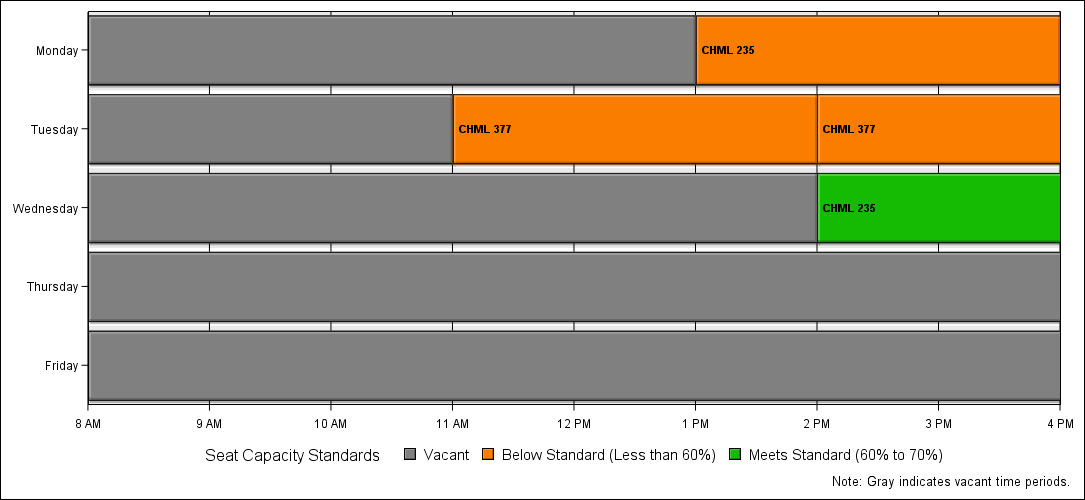 Monday
CHML 235
Tuesday
CHML 377
CHML 377
Wednesday
CHML 235
Thursday
Friday
8 AM 9 AM 10 AM 11 AM 12 PM 1 PM 2 PM 3 PM 4 PM
Seat Capacity Standards Vacant Below Standard (Less than 60%) Meets Standard (60% to 70%)
Note: Gray indicates vacant time periods.